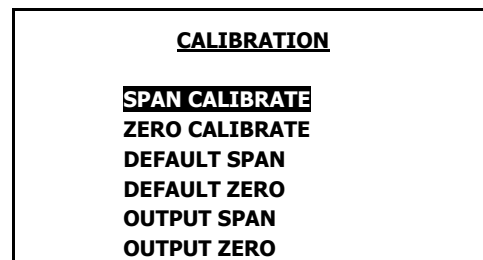 CALIBRATION
SPAN CALIBRATE
ZERO CALIBRATE
DEFAULT SPAN
DEFAULT ZERO
OUTPUT SPAN
OUTPUT ZERO